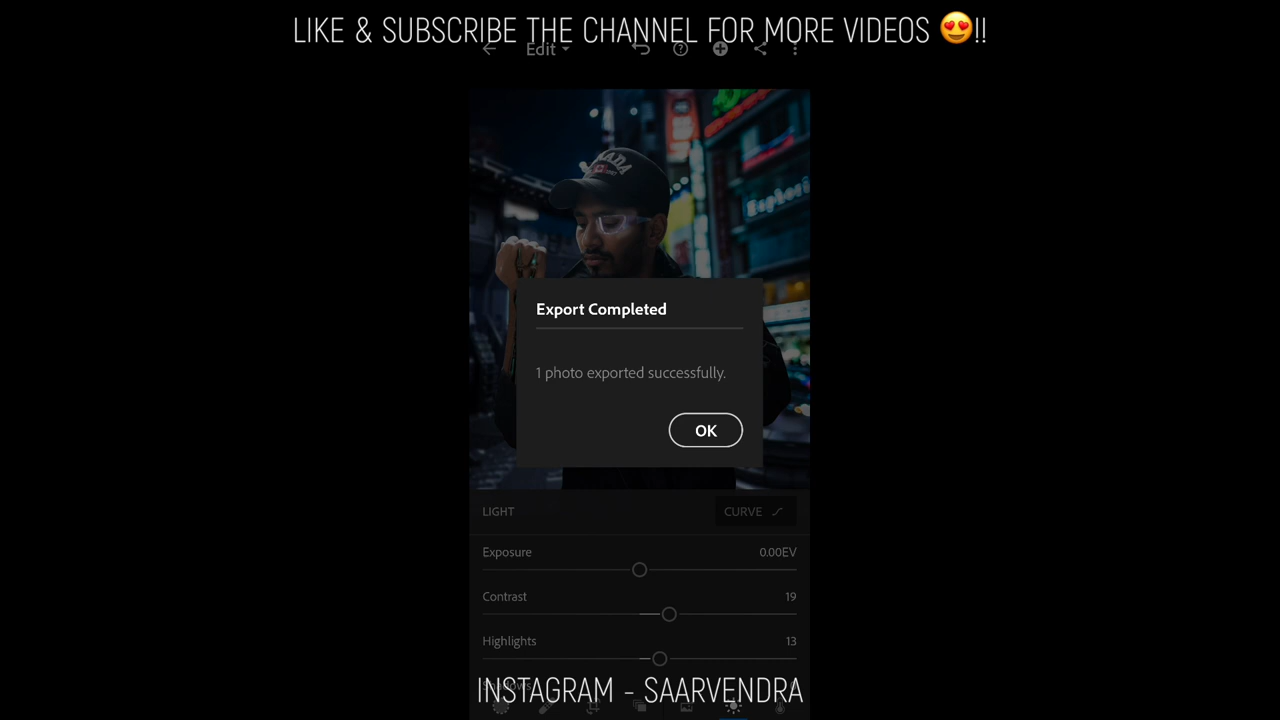 LIKE & SUBSCRIBE THE CHANNEL FOR MORE VIDEOS 😍!!
Edit
CANADA
Export Completed
1 photo exported successfully.
OK
LIGHT
CURVE
Exposure 0.00EV
Contrast 19
Highlights 13
INSTAGRAM - SAARVENDRA